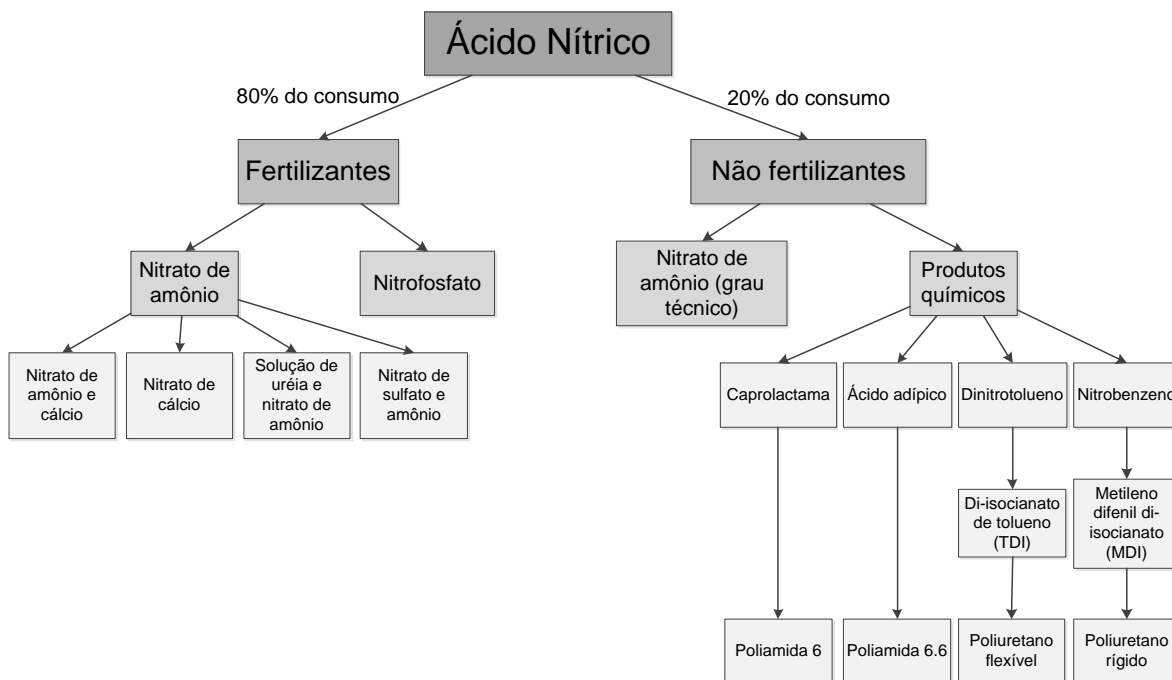 Ácido Nítrico
80% do consumo
20% do consumo
Fertilizantes
Não fertilizantes
Nitrato de
amônio
Nitrofosfato
Nitrato de
amônio (grau
técnico)
Produtos
químicos
Nitrato de
amônio e
cálcio
Nitrato de
cálcio
Solução de
uréia e
nitrato de
amônio
Nitrato de
sulfato e
amônio
Caprolactama
Ácido adípico
Dinitrotolueno
Nitrobenzeno
Di-isocianato
de tolueno
(TDI)
Metileno
difenil di-
isocianato
(MDI)
Poliamida 6
Poliamida 6.6
Poliuretano
flexível
Poliuretano
rígido